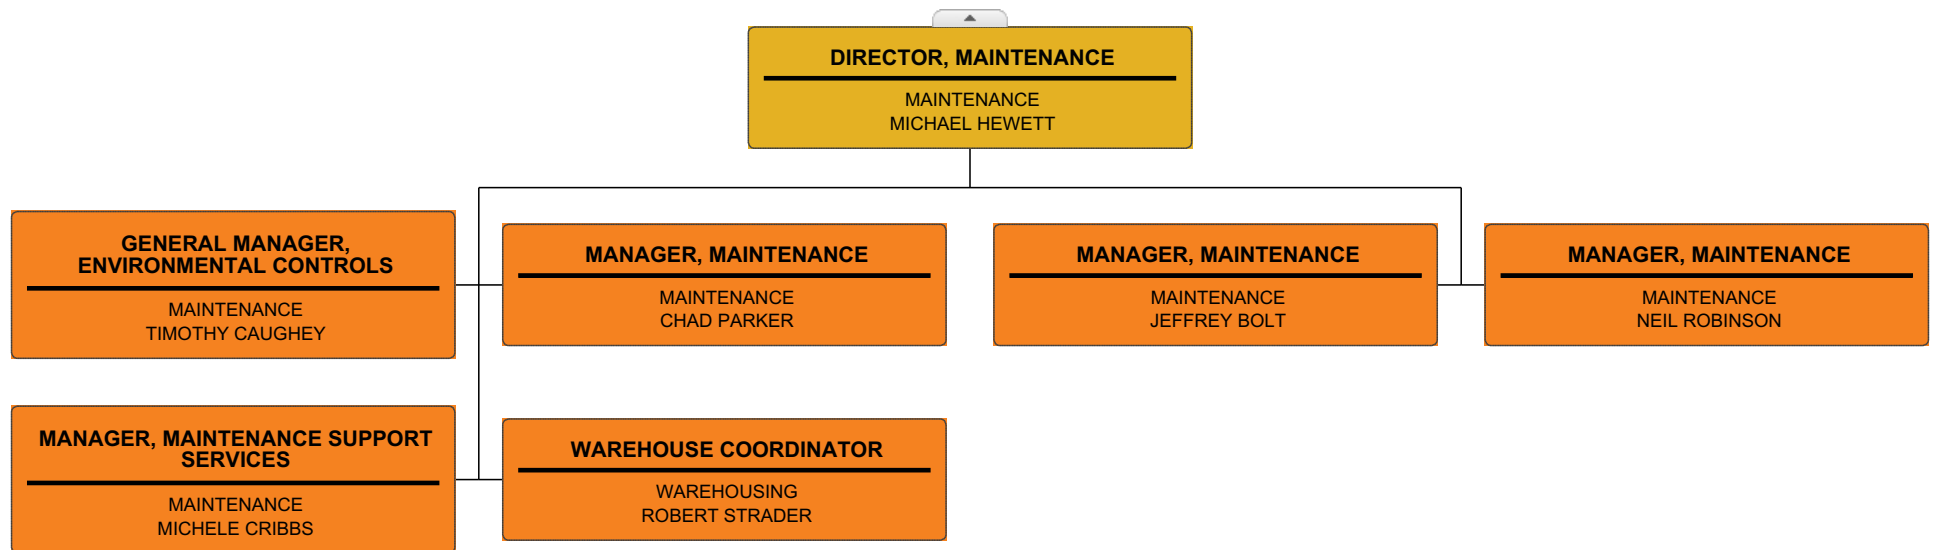 DIRECTOR, MAINTENANCE
MAINTENANCE
MICHAEL HEWETT
GENERAL MANAGER,
ENVIRONMENTAL CONTROLS
MAINTENANCE
TIMOTHY CAUGHEY
MANAGER, MAINTENANCE
MAINTENANCE
CHAD PARKER
MANAGER, MAINTENANCE
MAINTENANCE
JEFFREY BOLT
MANAGER, MAINTENANCE
MAINTENANCE
NEIL ROBINSON
MANAGER, MAINTENANCE SUPPORT
SERVICES
MAINTENANCE
MICHELE CRIBBS
WAREHOUSE COORDINATOR
WAREHOUSING
ROBERT STRADER